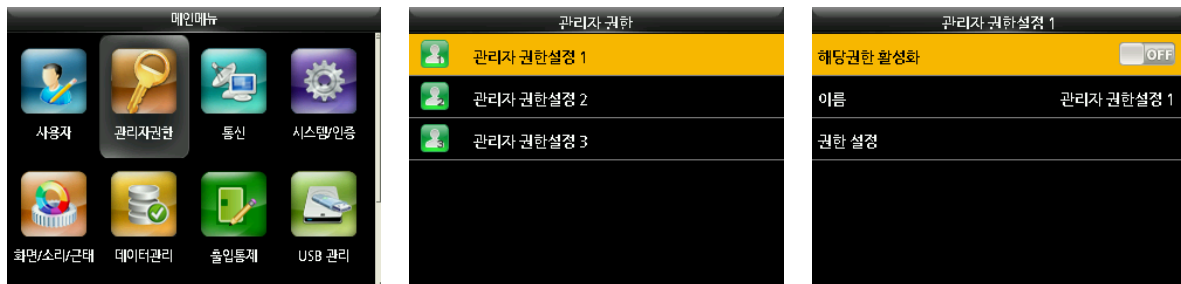 메인메뉴
사용자
관리자권한
통신
시스템/인증
화면/소리/근태
데이터관리
출입통제
USB 관리
관리자 권한
관리자 권한설정 1
관리자 권한설정 2
관리자 권한설정 3
관리자 권한설정 1
해당권한 활성화 OFF
이름 관리자 권한설정 1
권한 설정